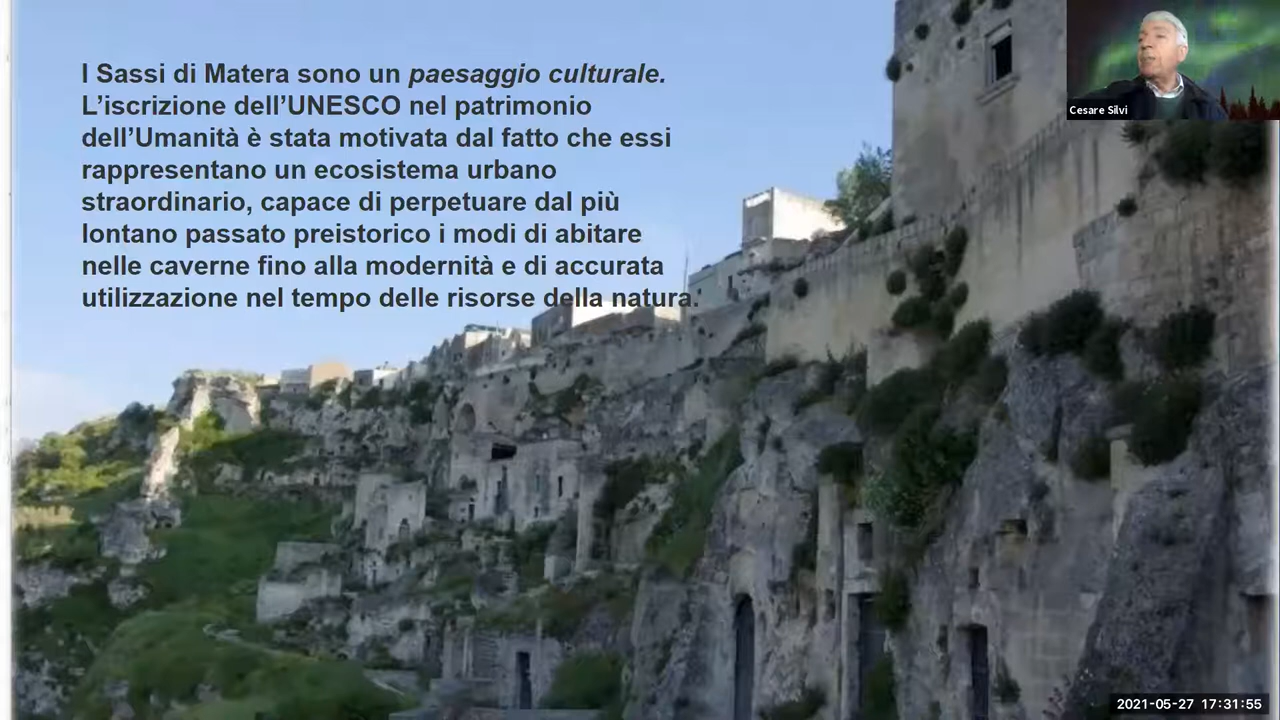 I Sassi di Matera sono un paesaggio culturale.
L’iscrizione dell’UNESCO nel patrimonio
dell’Umanità è stata motivata dal fatto che essi
rappresentano un ecosistema urbano
straordinario, capace di perpetuare dal più
lontano passato preistorico i modi di abitare
nelle caverne fino alla modernità e di accurata
utilizzazione nel tempo delle risorse della natura.
Cesare Silvi
2021-05-27 17:31:55